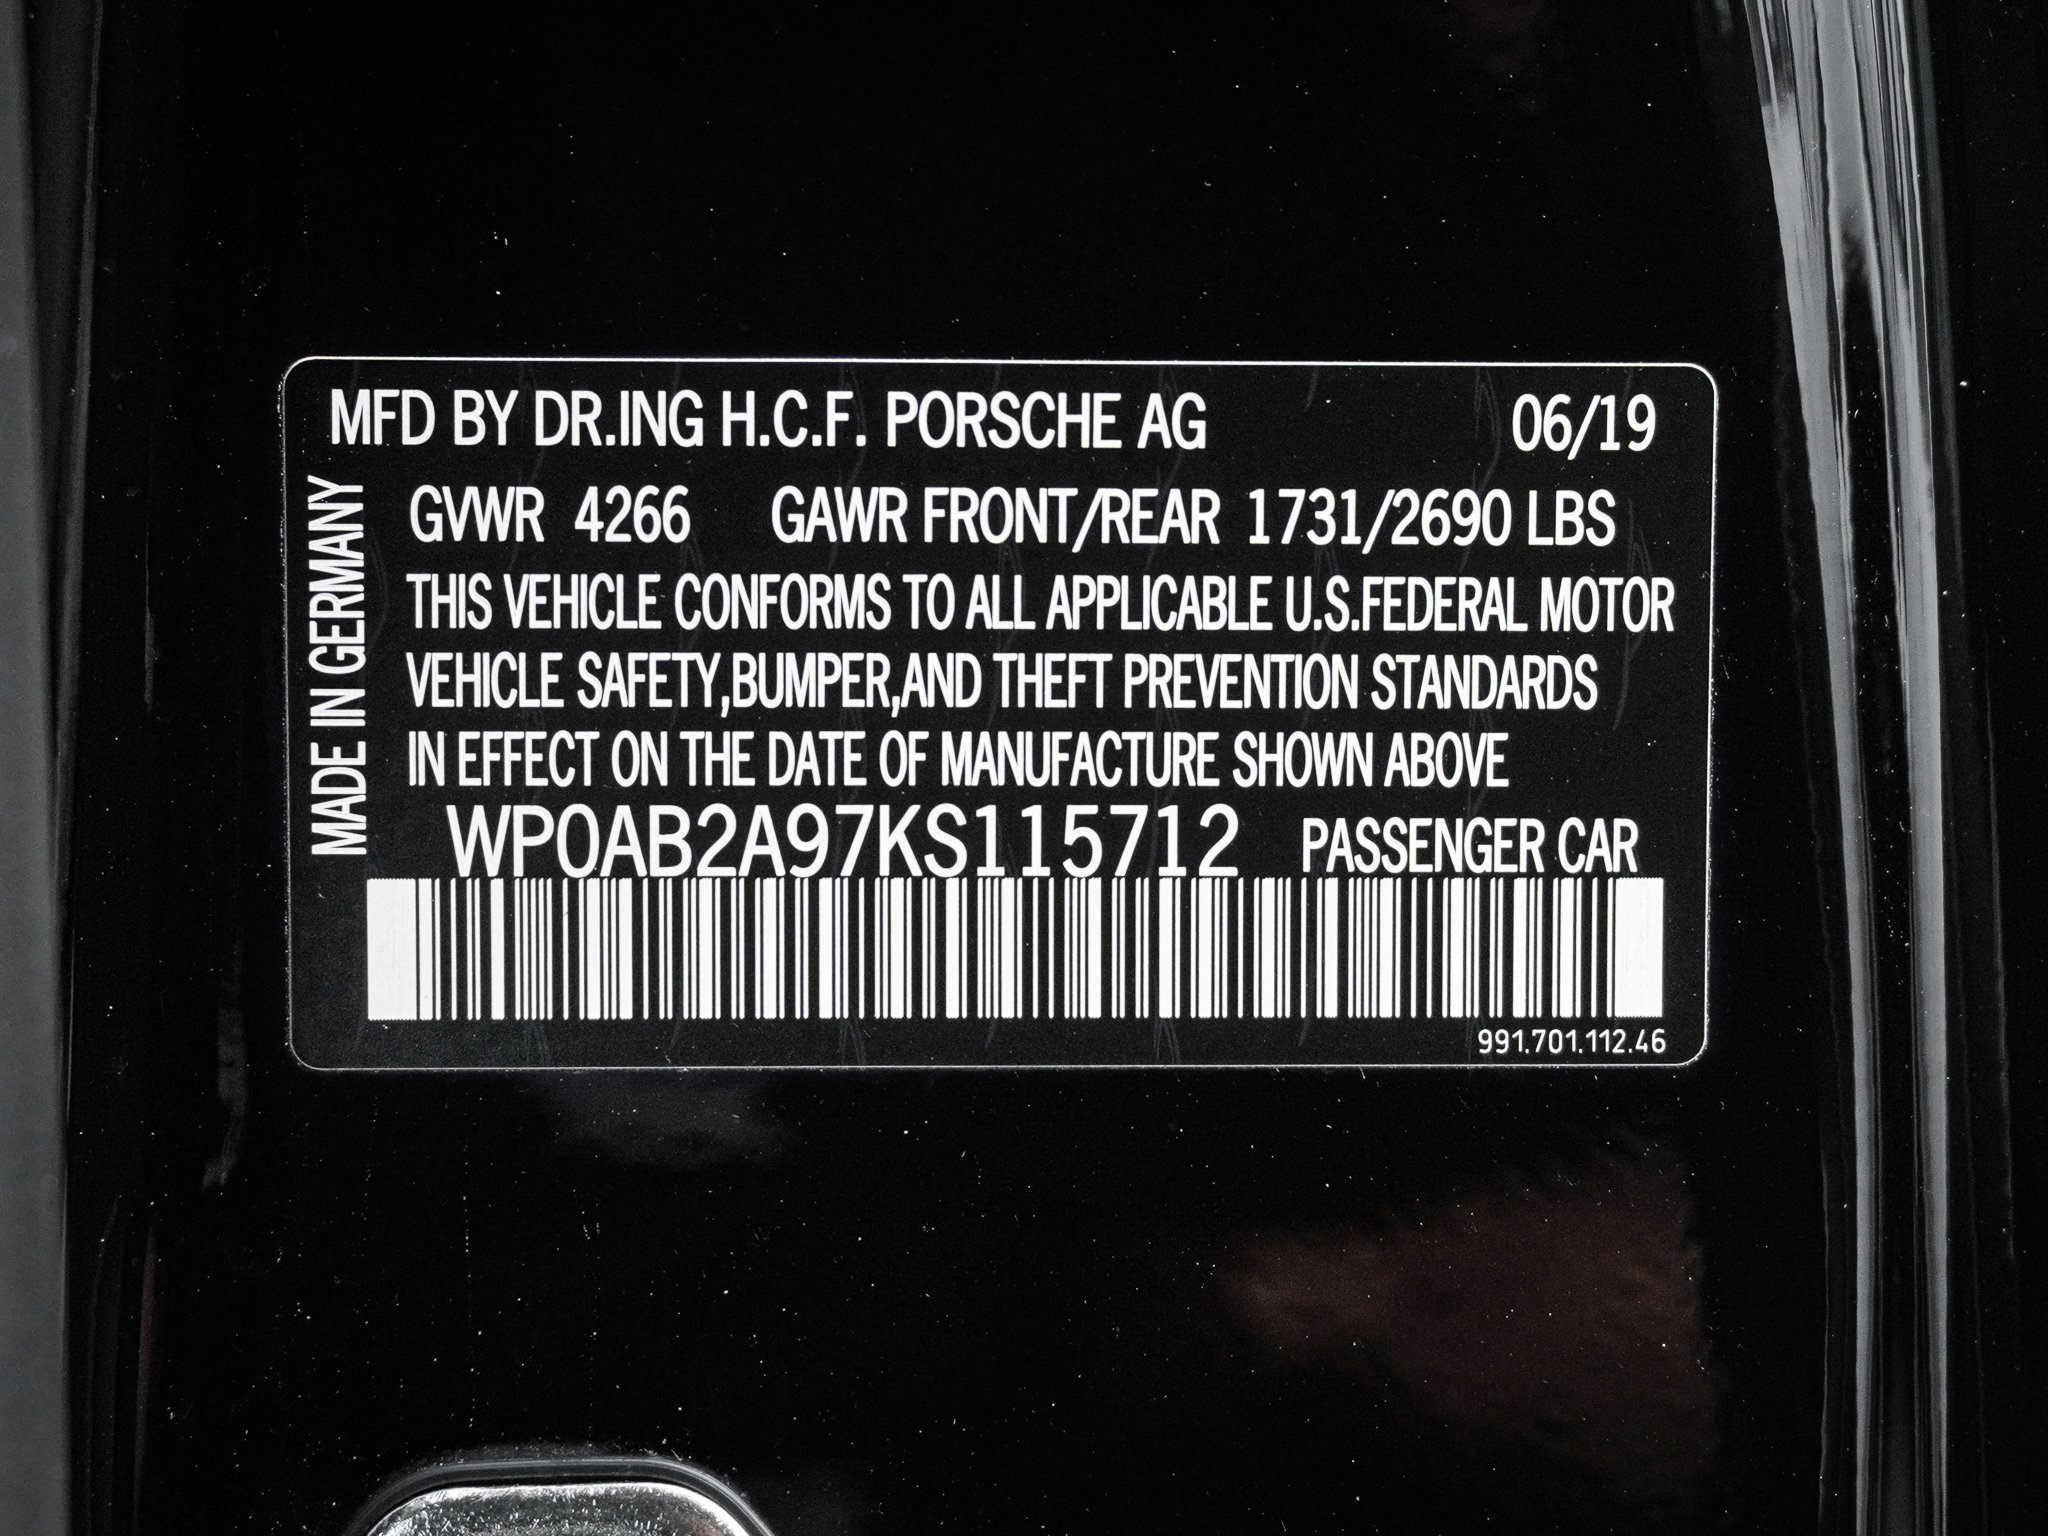 MFD BY DR.ING H.C.F. PORSCHE AG 06/19
MADE IN GERMANY
GVWR 4266 GAWR FRONT/REAR 1731/2690 LBS
THIS VEHICLE CONFORMS TO ALL APPLICABLE U.S.FEDERAL MOTOR
VEHICLE SAFETY,BUMPER,AND THEFT PREVENTION STANDARDS
IN EFFECT ON THE DATE OF MANUFACTURE SHOWN ABOVE
WP0AB2A97KS115712 PASSENGER CAR
991.701.112.46